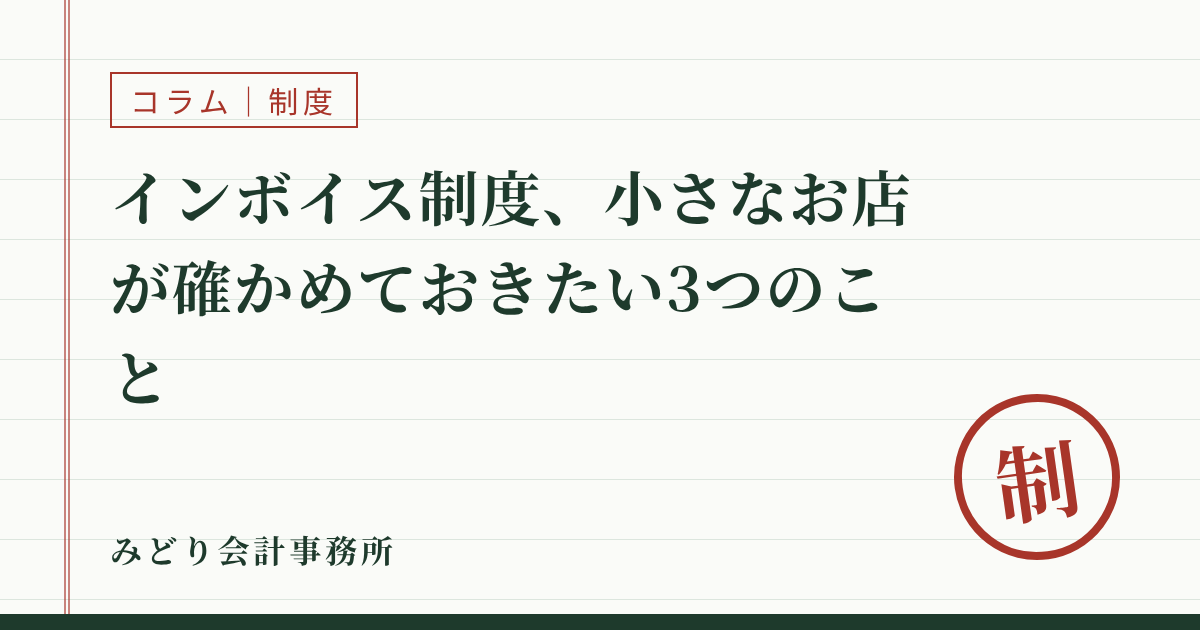 コラム｜制度
インボイス制度、小さなお店
が確かめておきたい3つのこ
と
制
みどり会計事務所